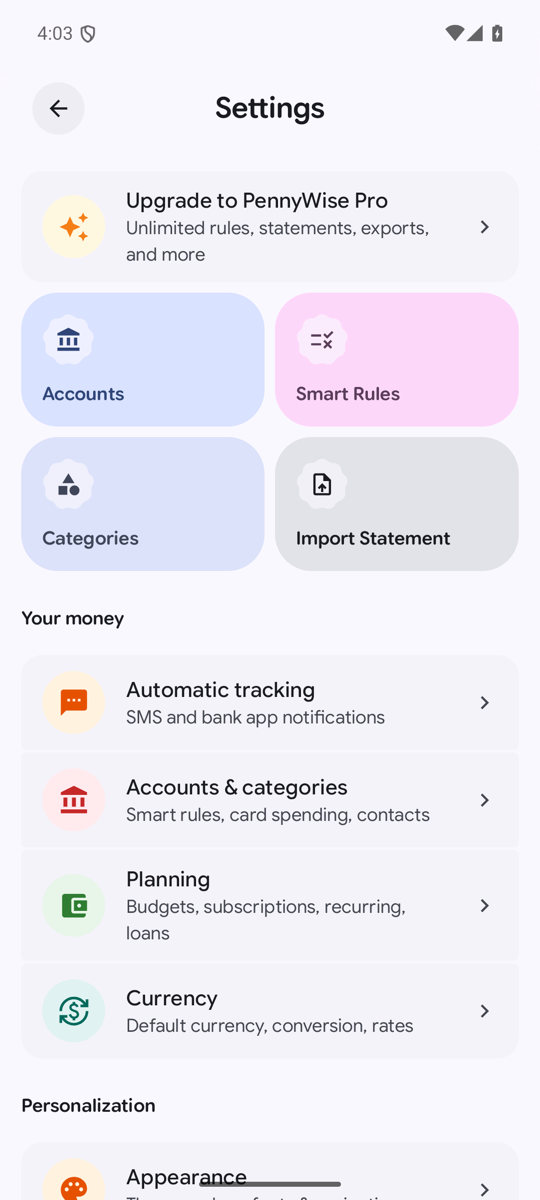 4:03
Settings
Upgrade to PennyWise Pro
Unlimited rules, statements, exports,
and more
Accounts
Smart Rules
Categories
Import Statement
Your money
Automatic tracking
SMS and bank app notifications
Accounts & categories
Smart rules, card spending, contacts
Planning
Budgets, subscriptions, recurring,
loans
Currency
Default currency, conversion, rates
Personalization
Appearance